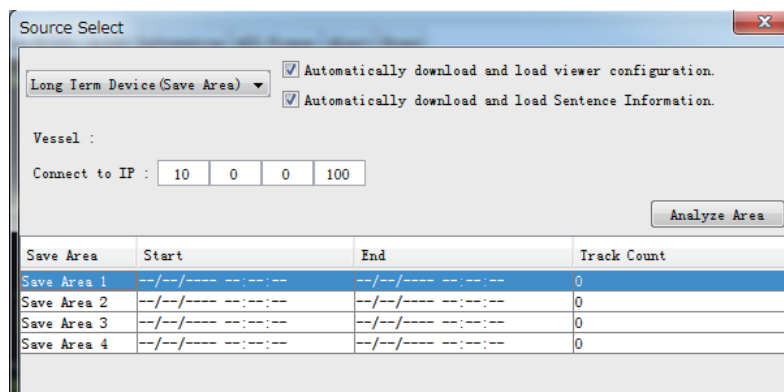 Source Select
Long Term Device(Save Area)
Automatically download and load viewer configuration.
Automatically download and load Sentence Information.
Vessel :
Connect to IP : 10 0 0 100
Analyze Area
Save Area Start End Track Count
Save Area 1 --/--/---- --:--:-- --/--/---- --:--:-- 0
Save Area 2 --/--/---- --:--:-- --/--/---- --:--:-- 0
Save Area 3 --/--/---- --:--:-- --/--/---- --:--:-- 0
Save Area 4 --/--/---- --:--:-- --/--/---- --:--:-- 0